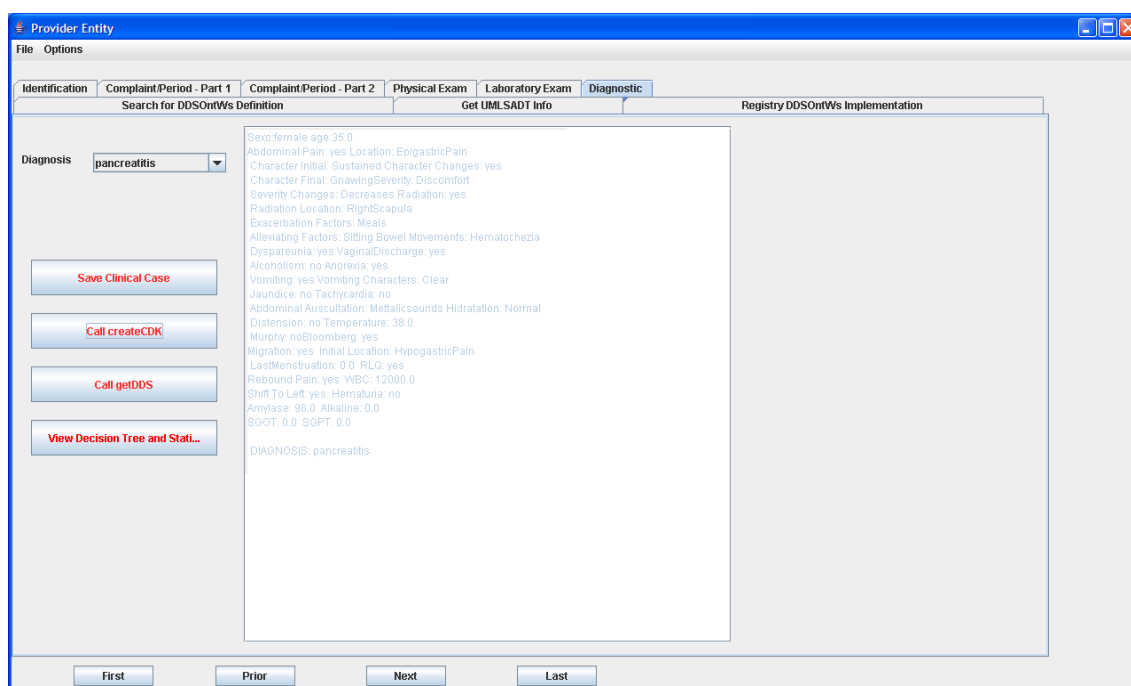 Provider Entity
File Options
Identification Complaint/Period - Part 1 Complaint/Period - Part 2 Physical Exam Laboratory Exam Diagnostic
Search for DDSOntWs Definition Get UMLSADT Info Registry DDSOntWs Implementation
Diagnosis pancreatitis
Save Clinical Case
Call createCDK
Call getDDS
View Decision Tree and Stati...
Sexo:female age:35.0
Abdominal Pain: yes Location: EpigastricPain
Character Initial: Sustained Character Changes: yes
Character Final: GnawingSeverity: Discomfort
Severity Changes: Decreases Radiation: yes
Radiation Location: RightScapula
Exacerbation Factors: Meals
Alleviating Factors: Sitting Bowel Movements: Hematochezia
Dyspareunia: yes VaginalDischarge: yes
Alcoholism: no Anorexia: yes
Vomiting: yes Vomiting Characters: Clear
Jaundice: no Tachycardia: no
Abdominal Auscultation: Mettalicsounds Hidratation: Normal
Distension: no Temperature: 38.0
Murphy: noBloomberg: yes
Migration: yes Initial Location: HypogastricPain
LastMenstruation: 0.0 RLQ: yes
Rebound Pain: yes WBC: 12000.0
Shift To Left: yes Hematuria: no
Amylase: 96.0 Alkaline: 0.0
SGOT: 0.0 SGPT: 0.0
DIAGNOSIS: pancreatitis
First Prior Next Last